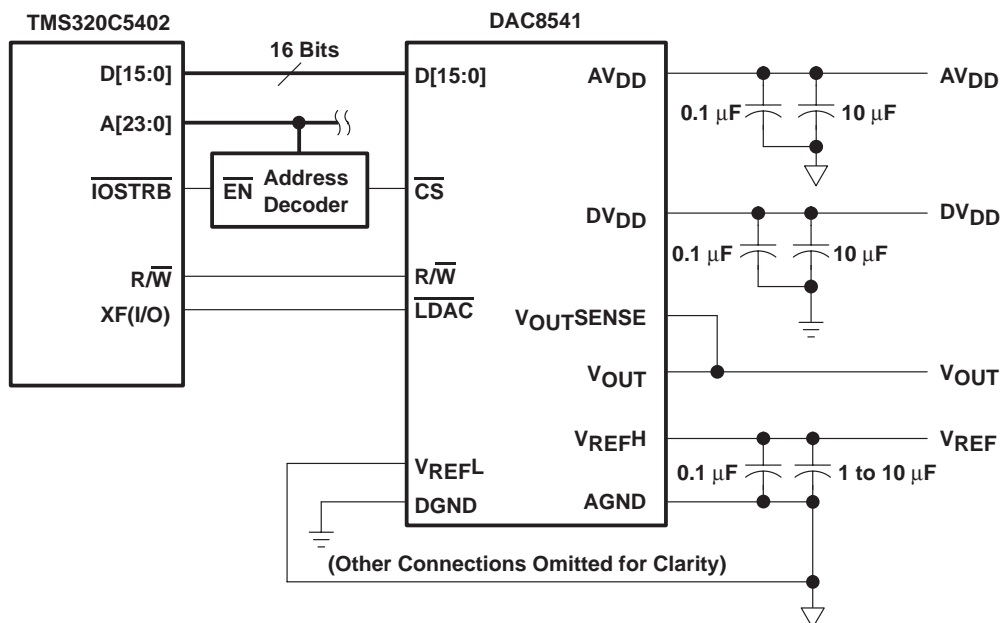 TMS320C5402
DAC8541
16 Bits
D[15:0]
D[15:0]
AVDD
AVDD
0.1 μF
10 μF
A[23:0]
IOSTRB
EN Address
Decoder
CS
DVDD
DVDD
0.1 μF
10 μF
R/W
R/W
XF(I/O)
LDAC
VOUTSENSE
VOUT
VOUT
VREFH
VREF
0.1 μF
1 to 10 μF
VREFL
DGND
AGND
(Other Connections Omitted for Clarity)